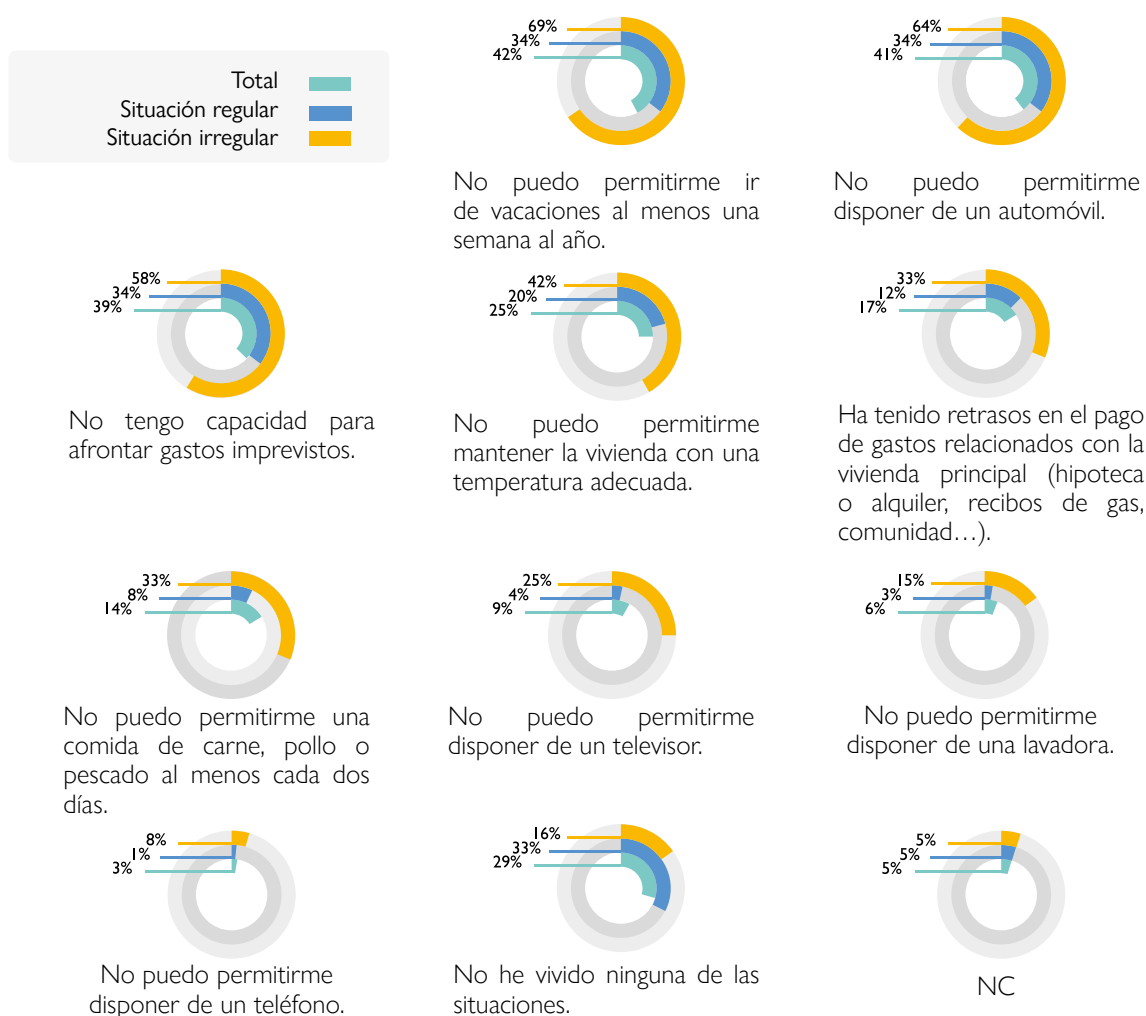 Total
Situación regular
Situación irregular
69%
34%
42%
No puedo permitirme ir
de vacaciones al menos una
semana al año.
64%
34%
41%
No puedo permitirme
disponer de un automóvil.
58%
34%
39%
No tengo capacidad para
afrontar gastos imprevistos.
42%
20%
25%
No puedo permitirme
mantener la vivienda con una
temperatura adecuada.
33%
12%
17%
Ha tenido retrasos en el pago
de gastos relacionados con la
vivienda principal (hipoteca
o alquiler, recibos de gas,
comunidad…).
33%
8%
14%
No puedo permitirme una
comida de carne, pollo o
pescado al menos cada dos
días.
25%
4%
9%
No puedo permitirme
disponer de un televisor.
15%
3%
6%
No puedo permitirme
disponer de una lavadora.
8%
1%
3%
No puedo permitirme
disponer de un teléfono.
16%
33%
29%
No he vivido ninguna de las
situaciones.
5%
5%
5%
NC